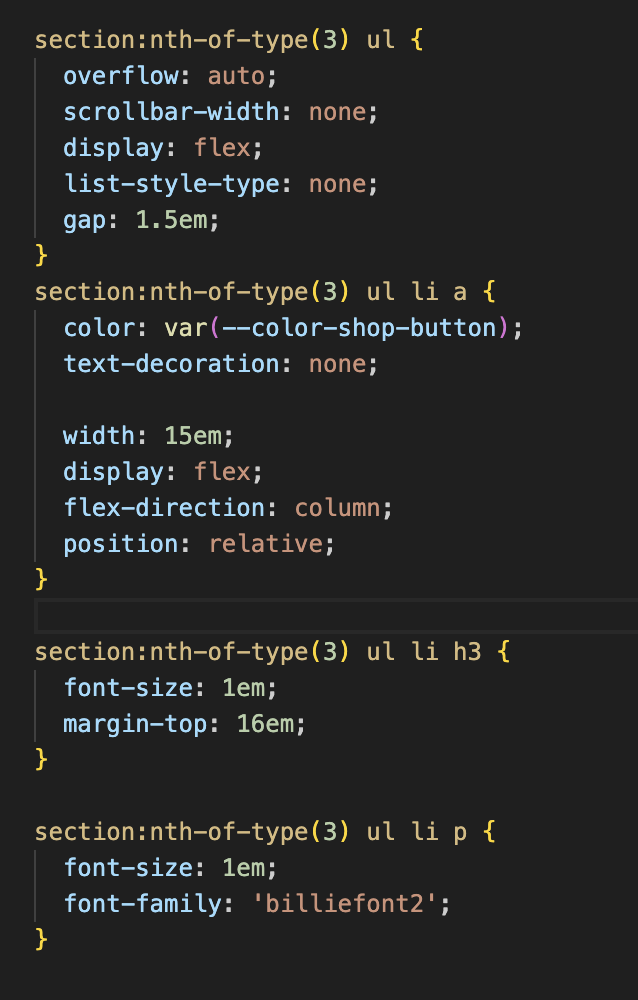 section:nth-of-type(3) ul {
  overflow: auto;
  scrollbar-width: none;
  display: flex;
  list-style-type: none;
  gap: 1.5em;
}
section:nth-of-type(3) ul li a {
  color: var(--color-shop-button);
  text-decoration: none;

  width: 15em;
  display: flex;
  flex-direction: column;
  position: relative;
}

section:nth-of-type(3) ul li h3 {
  font-size: 1em;
  margin-top: 16em;
}

section:nth-of-type(3) ul li p {
  font-size: 1em;
  font-family: 'billiefont2';
}